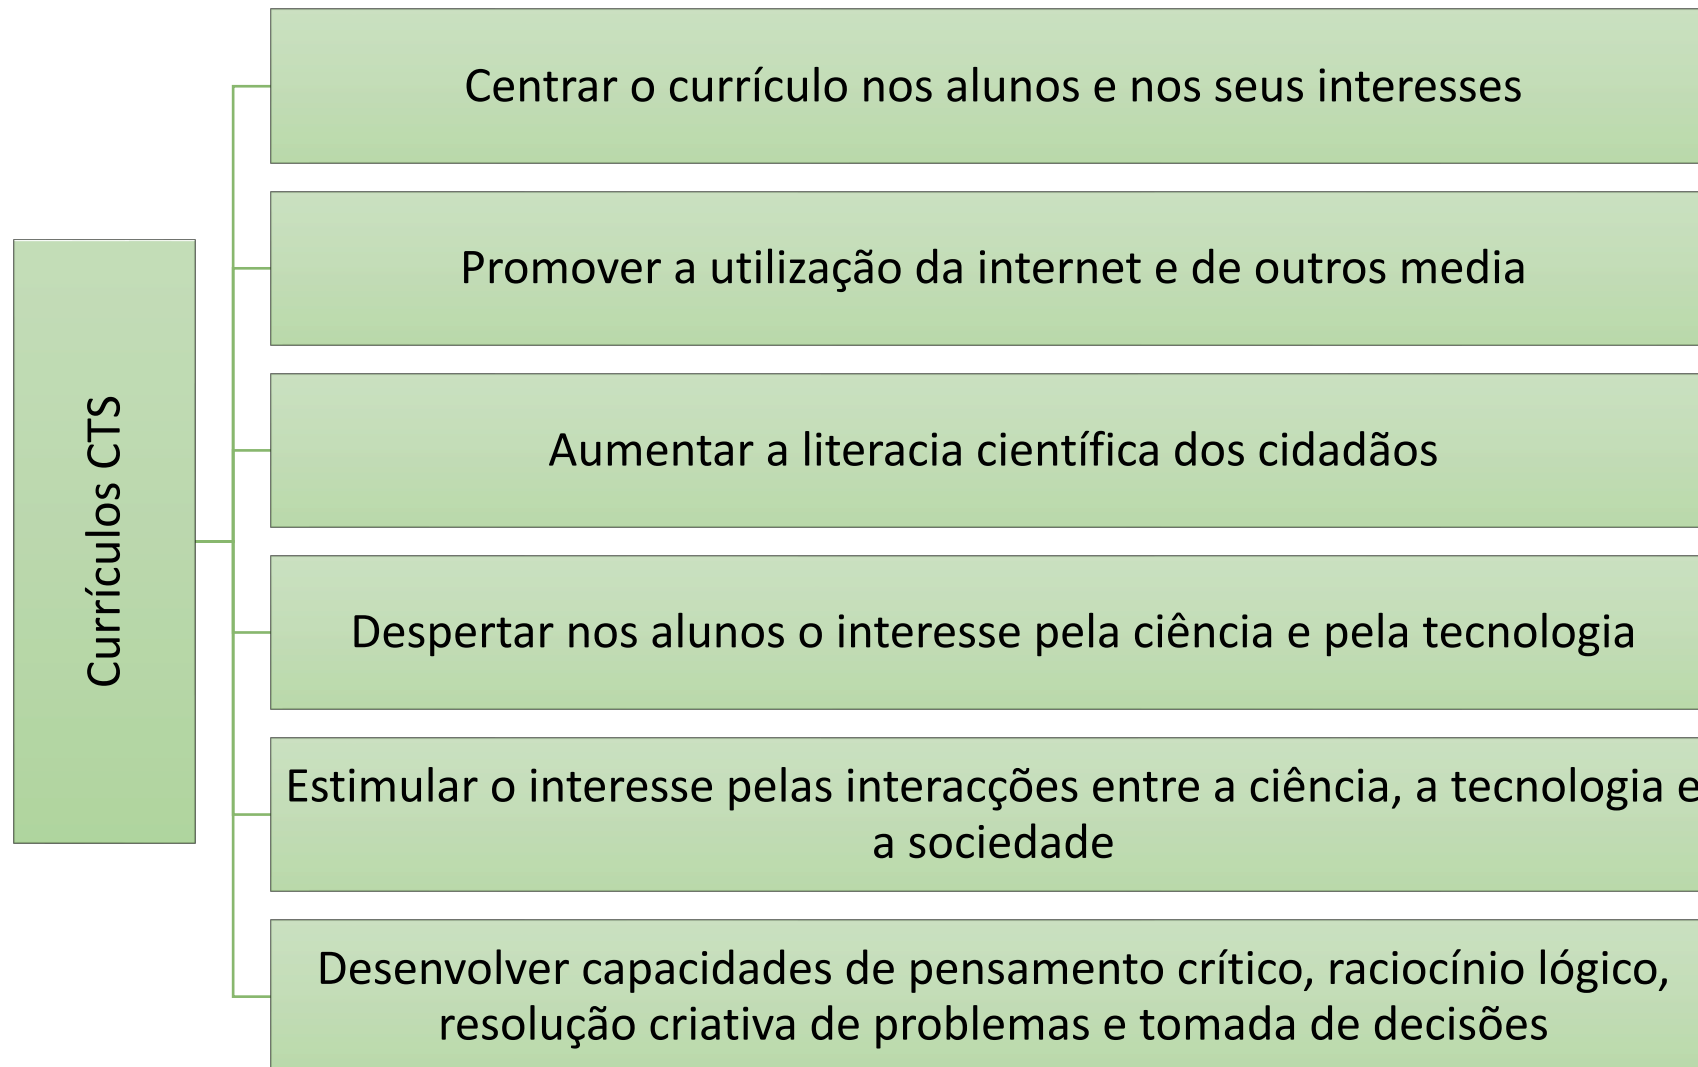 Currículos CTS
Centrar o currículo nos alunos e nos seus interesses
Promover a utilização da internet e de outros media
Aumentar a literacia científica dos cidadãos
Despertar nos alunos o interesse pela ciência e pela tecnologia
Estimular o interesse pelas interacções entre a ciência, a tecnologia e
a sociedade
Desenvolver capacidades de pensamento crítico, raciocínio lógico,
resolução criativa de problemas e tomada de decisões